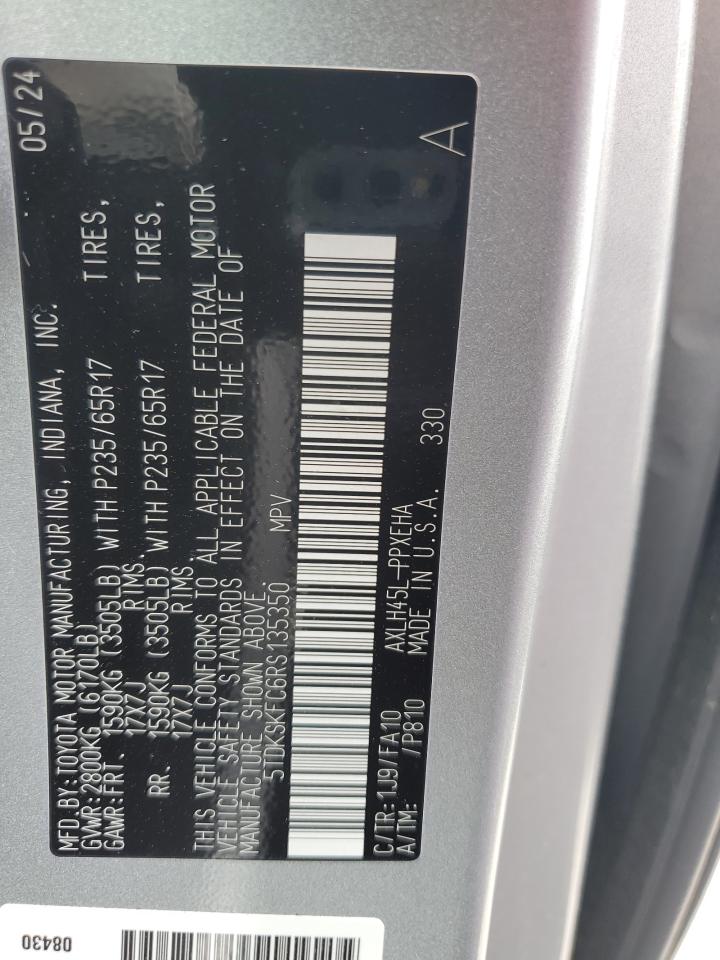 MFD.BY:TOYOTA MOTOR MANUFACTURING, INDIANA, INC. 05/24
GVWR:2800KG (6170LB)
GAWR:FRT. 1590KG (3505LB) WITH P235/65R17 TIRES,
17X7J RIMS.
RR. 1590KG (3505LB) WITH P235/65R17 TIRES,
17X7J RIMS
THIS VEHICLE CONFORMS TO ALL APPLICABLE FEDERAL MOTOR
VEHICLE SAFETY STANDARDS IN EFFECT ON THE DATE OF
MANUFACTURE SHOWN ABOVE.
5TDKSKFC6RS135350 MPV
C/TR:1J9/FA10 AXLH45L-PPXEHA
A/TM: /P810 MADE IN U.S.A. 330
A
08430